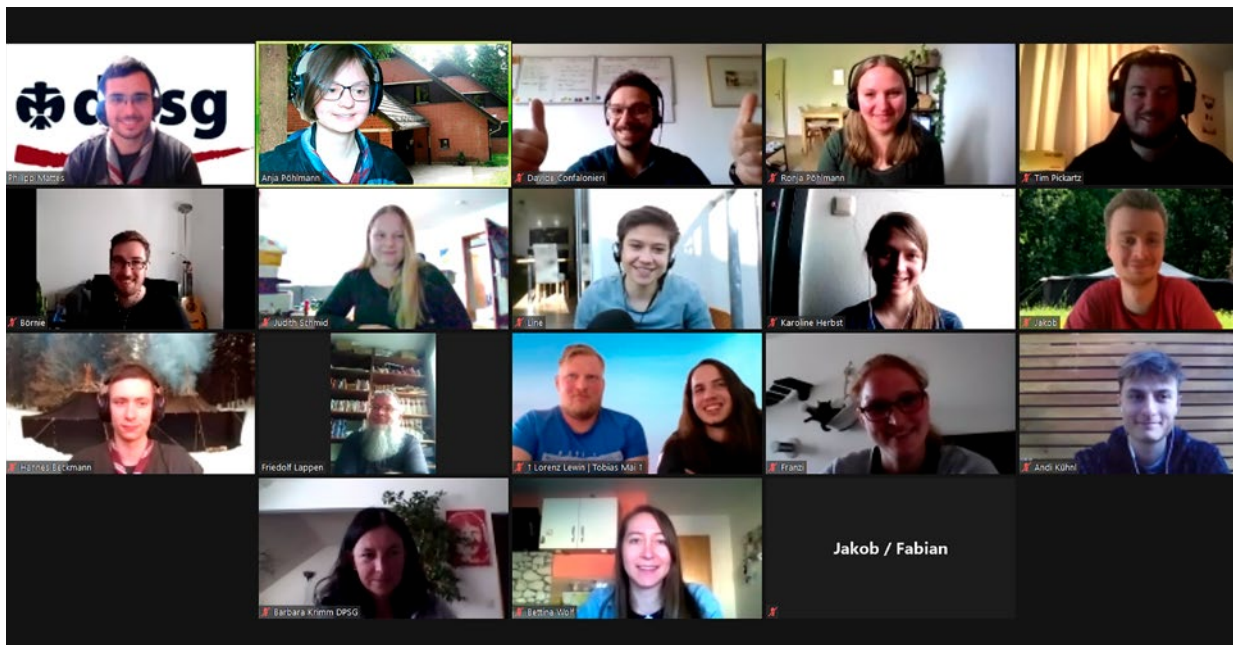 dpsg
Philipp Mattes
Anja Pöhlmann
Davide Confalonieri
Ronja Pöhlmann
Tim Pickartz
Börnie
Judith Schmid
Line
Karoline Herbst
Jakob
Hannes Beckmann
Friedolf Lappen
1 Lorenz Lewin | Tobias Mai 1
Franzi
Andi Kühnl
Barbara Krimm DPSG
Bettina Wolf
Jakob / Fabian